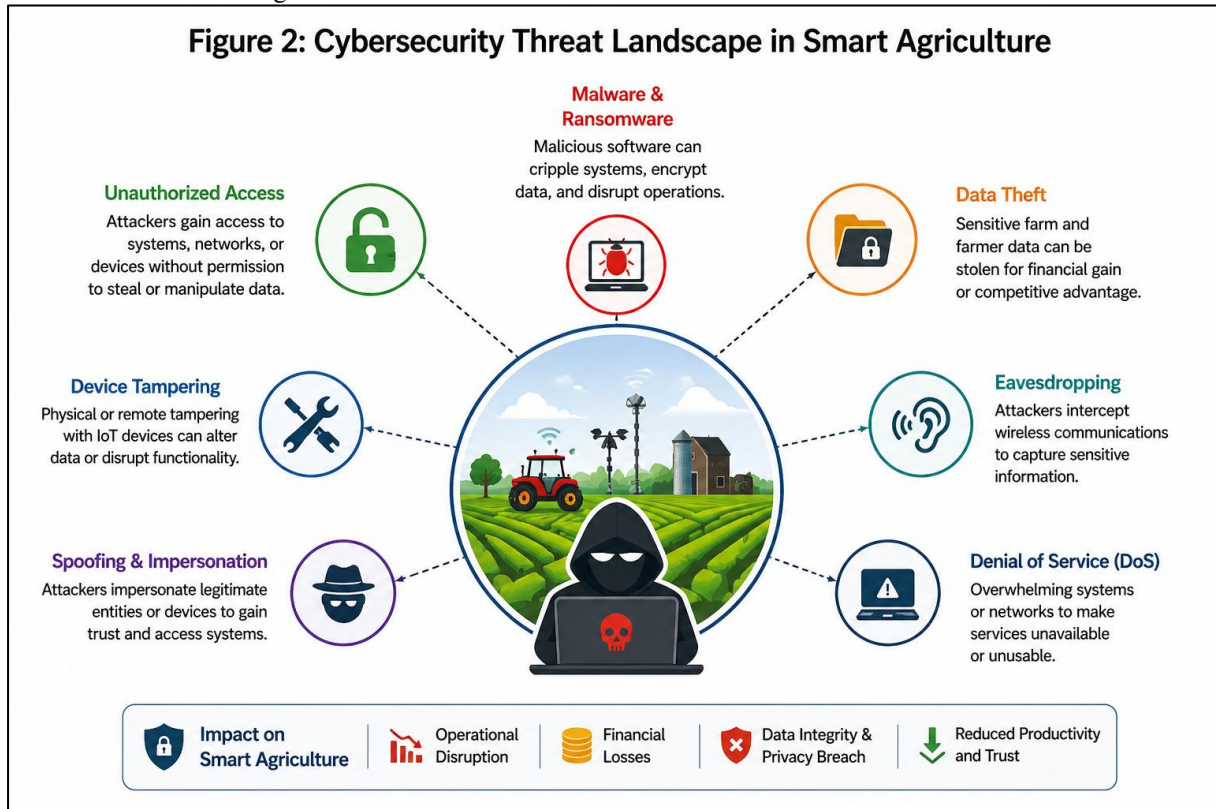 Figure 2: Cybersecurity Threat Landscape in Smart Agriculture
Malware &
Ransomware
Malicious software can
cripple systems, encrypt
data, and disrupt operations.
Unauthorized Access
Attackers gain access to
systems, networks, or
devices without permission
to steal or manipulate data.
Data Theft
Sensitive farm and
farmer data can be
stolen for financial gain
or competitive advantage.
Device Tampering
Physical or remote tampering
with IoT devices can alter
data or disrupt functionality.
Eavesdropping
Attackers intercept
wireless communications
to capture sensitive
information.
Spoofing & Impersonation
Attackers impersonate legitimate
entities or devices to gain
trust and access systems.
Denial of Service (DoS)
Overwhelming systems
or networks to make
services unavailable
or unusable.
Impact on
Smart Agriculture
Operational
Disruption
Financial
Losses
Data Integrity &
Privacy Breach
Reduced Productivity
and Trust